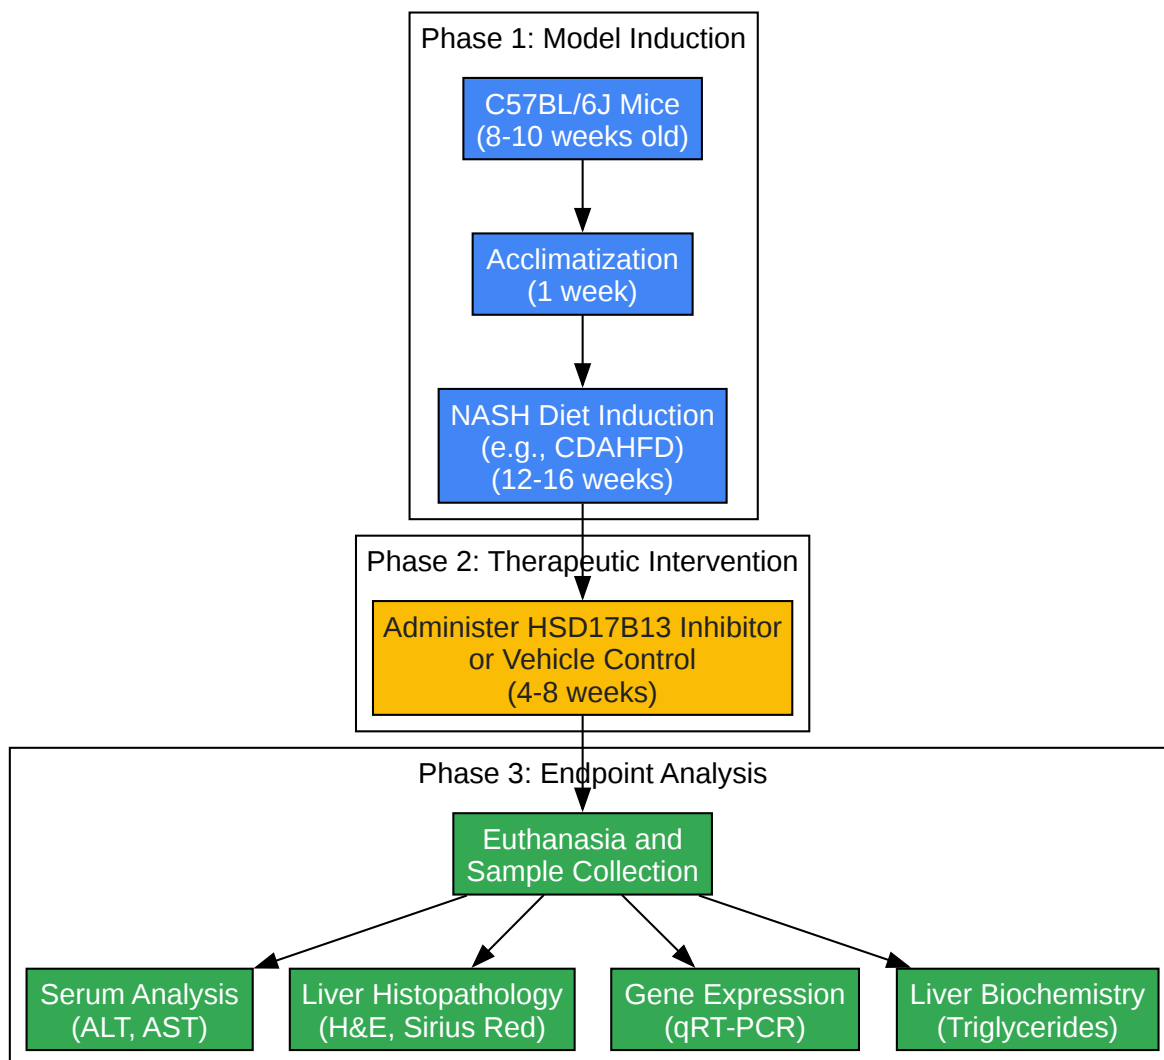 Phase 1: Model Induction
C57BL/6J Mice
(8-10 weeks old)
Acclimatization
(1 week)
NASH Diet Induction
(e.g., CDAHFD)
(12-16 weeks)
Phase 2: Therapeutic Intervention
Administer HSD17B13 Inhibitor
or Vehicle Control
(4-8 weeks)
Phase 3: Endpoint Analysis
Euthanasia and
Sample Collection
Serum Analysis
(ALT, AST)
Liver Histopathology
(H&E, Sirius Red)
Gene Expression
(qRT-PCR)
Liver Biochemistry
(Triglycerides)